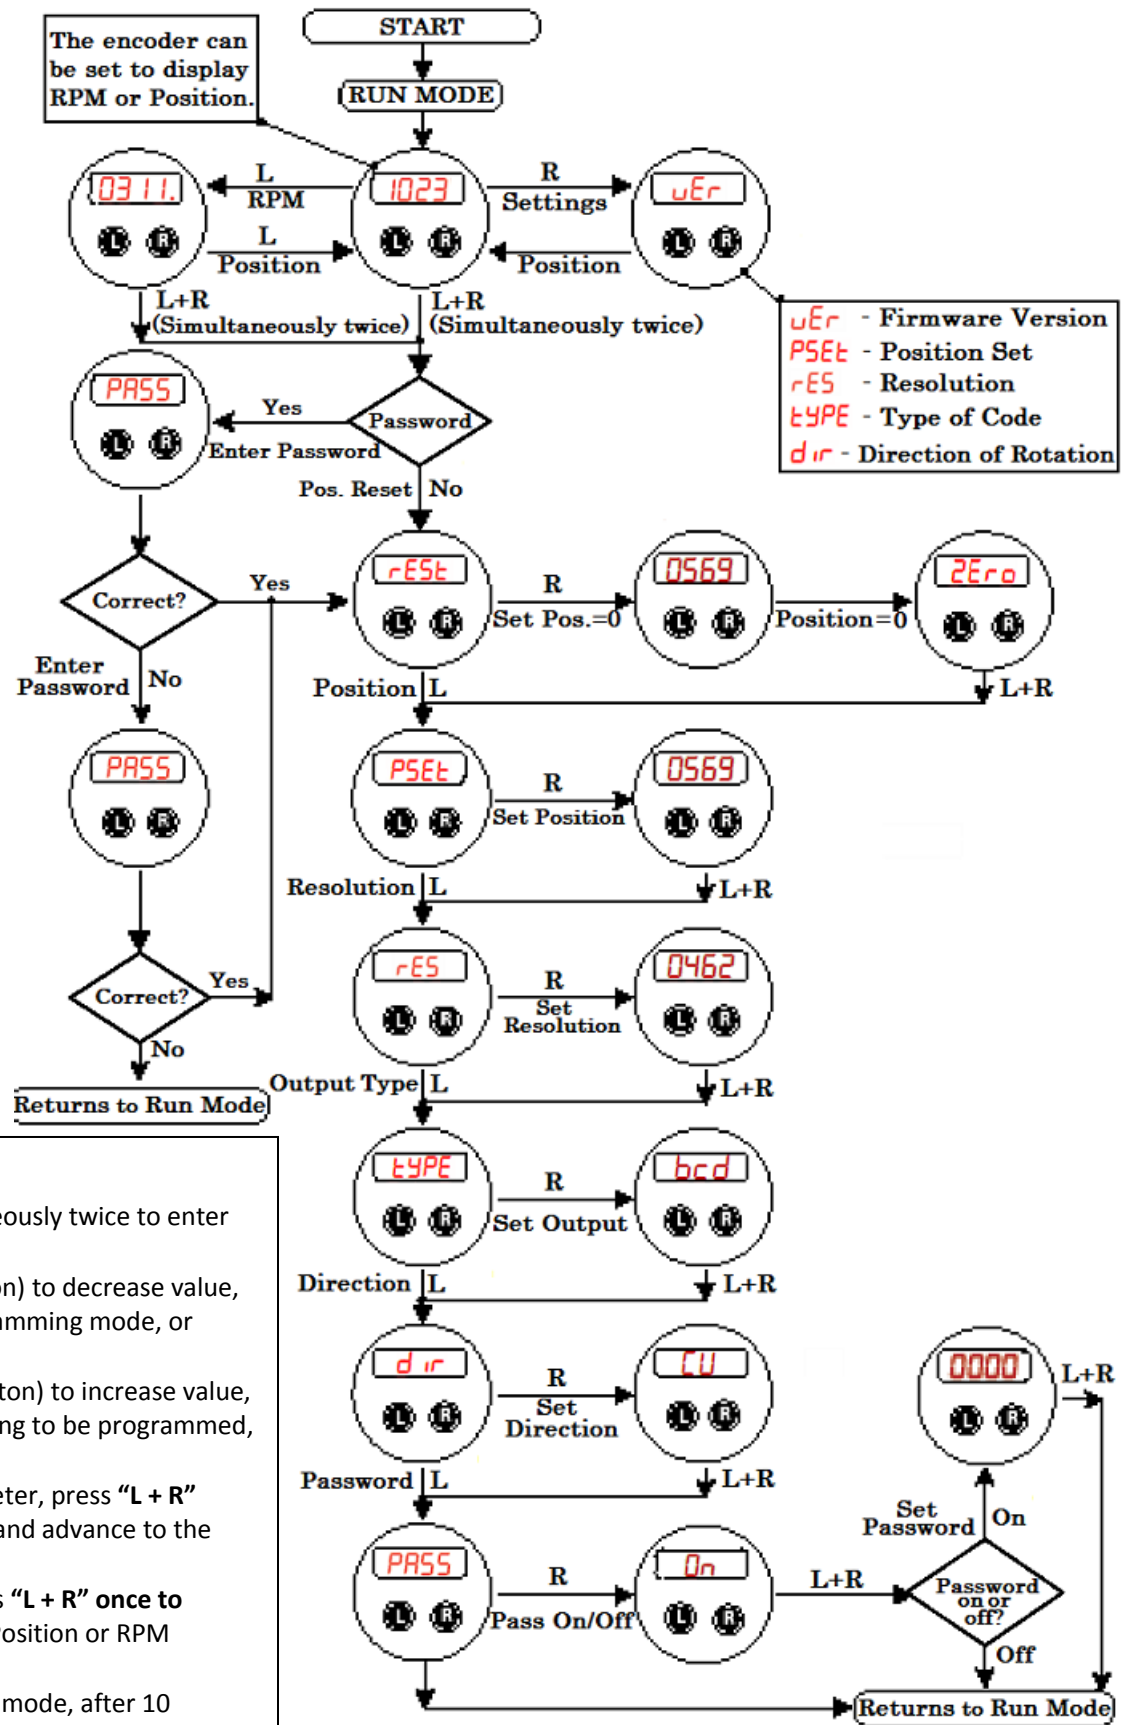 START
The encoder can
be set to display
RPM or Position.
RUN MODE
0311.
L
RPM
1023
R
Settings
uEr
L R
L
Position
L R
Position
L R
L+R
(Simultaneously twice)
L+R
(Simultaneously twice)
uEr - Firmware Version
PSEt - Position Set
rES - Resolution
tYPE - Type of Code
dir - Direction of Rotation
PASS
L R
Yes
Enter Password
Password
Pos. Reset
No
Correct?
Yes
rESt
L R
R
Set Pos.=0
0569
L R
Position=0
2Ero
L R
Enter
Password
No
Position
L
L+R
PASS
L R
PSEt
L R
R
Set Position
0569
L R
Resolution
L
L+R
Correct?
Yes
rES
L R
R
Set
Resolution
0462
L R
No
Returns to Run Mode
Output Type
L
L+R
tYPE
L R
R
Set Output
bcd
L R
eously twice to enter
on) to decrease value,
amming mode, or
ton) to increase value,
ng to be programmed,
eter, press “L + R”
and advance to the
s “L + R” once to
Position or RPM
mode, after 10
Direction
L
L+R
dir
L R
R
Set
Direction
CU
L R
0000
L R
L+R
Password
L
L+R
Set
Password
On
PASS
L R
R
Pass On/Off
On
L R
L+R
Password
on or
off?
Off
Returns to Run Mode